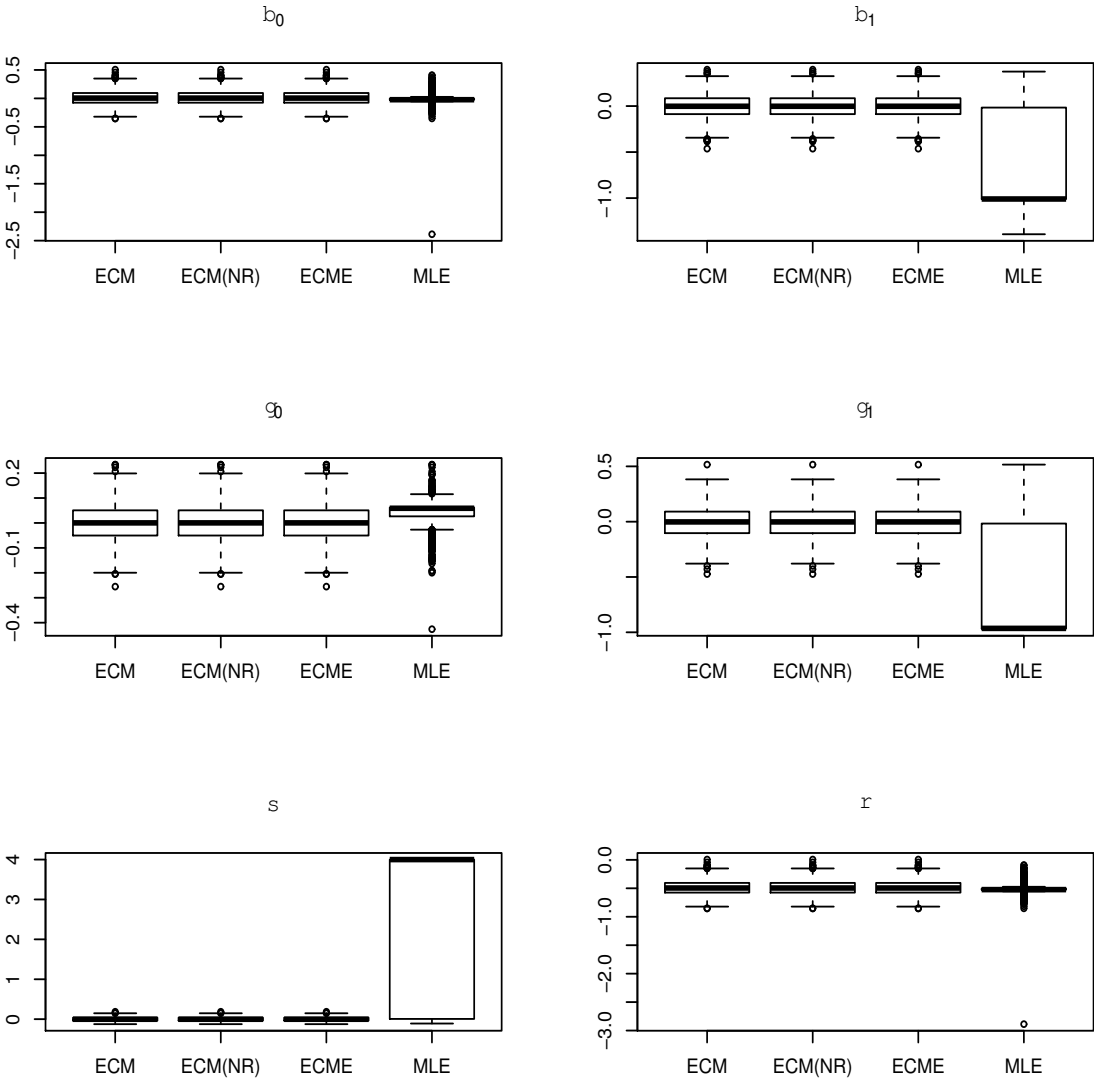 b0 b1
0.5
-0.5
-1.5
-2.5
ECM ECM(NR) ECME MLE
0.0
-1.0
ECM ECM(NR) ECME MLE
g0 g1
0.2
-0.1
-0.4
ECM ECM(NR) ECME MLE
0.5
0.0
-1.0
ECM ECM(NR) ECME MLE
s r
4
3
2
1
0
ECM ECM(NR) ECME MLE
0.0
-1.0
-2.0
-3.0
ECM ECM(NR) ECME MLE